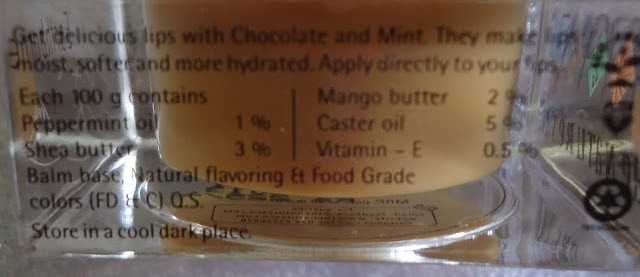 Get delicious lips with Chocolate and Mint. They make lips
moist, softer and more hydrated. Apply directly to your lips.
Each 100 g contains
Peppermint oil 1 %
Shea butter 3 %
Mango butter 2 %
Caster oil 5 %
Vitamin – E 0.5 %
Balm base, Natural flavoring & Food Grade
colors (FD & C) Q.S.
Store in a cool dark place.